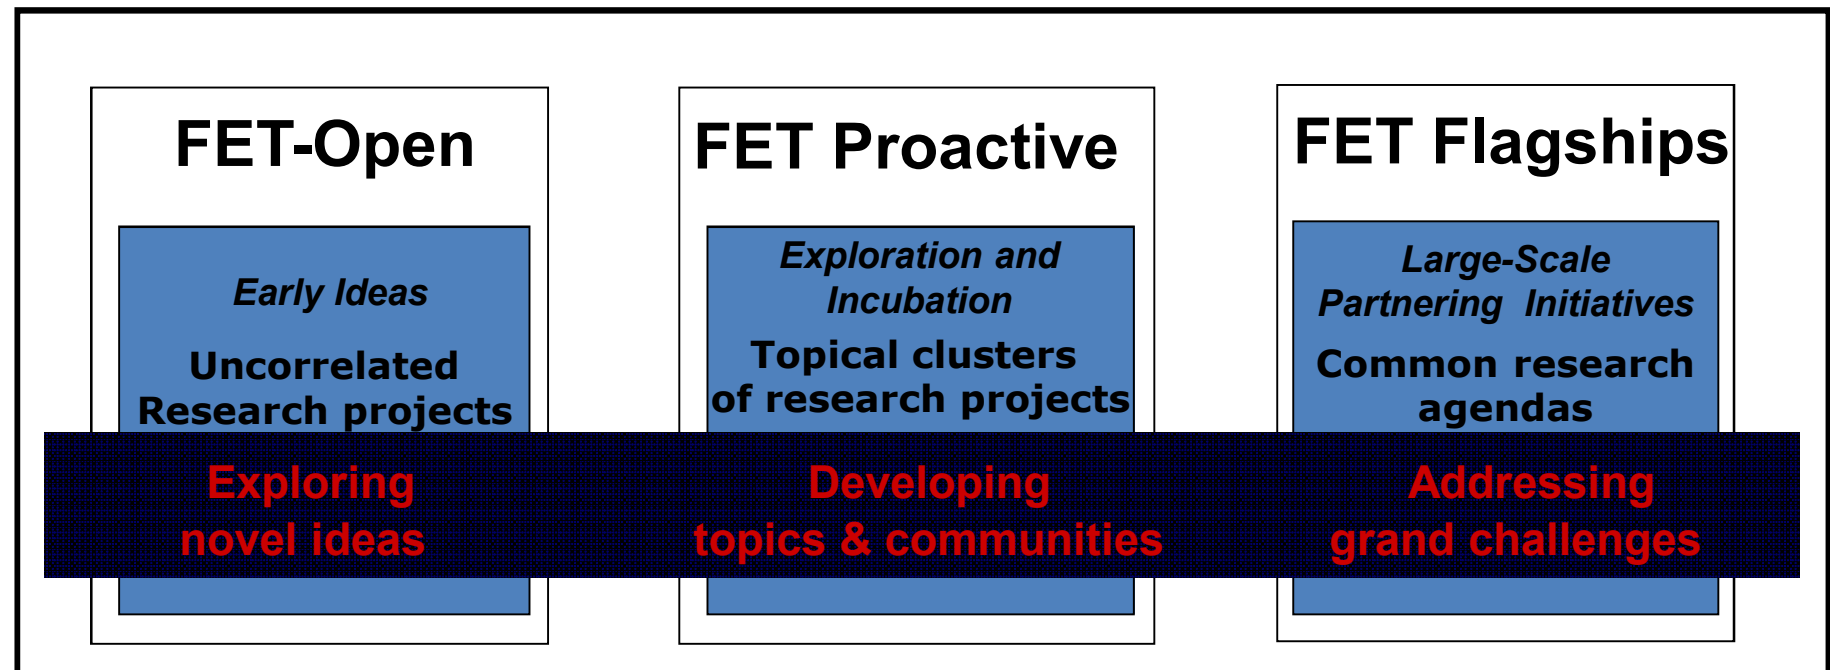 FET-Open
Early Ideas
Uncorrelated
Research projects
Exploring
novel ideas
FET Proactive
Exploration and
Incubation
Topical clusters
of research projects
Developing
topics & communities
FET Flagships
Large-Scale
Partnering Initiatives
Common research
agendas
Addressing
grand challenges